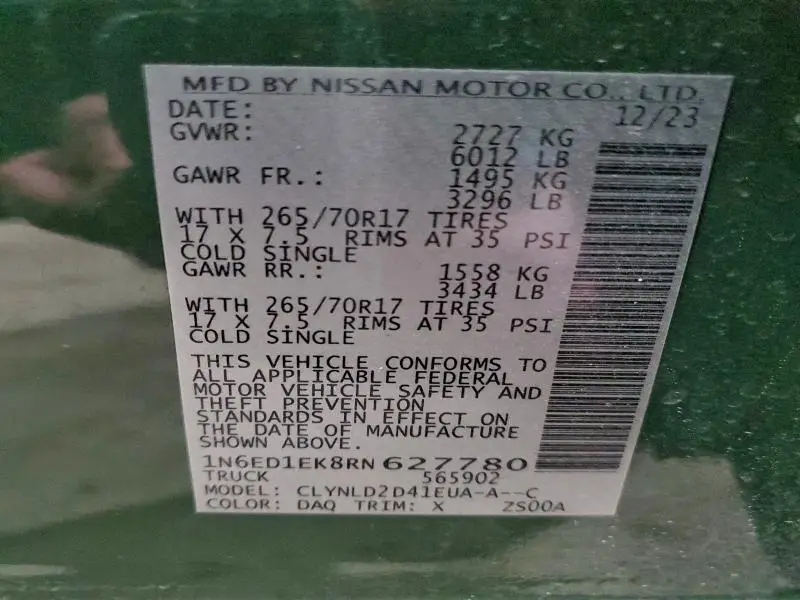 MFD BY NISSAN MOTOR CO., LTD.
DATE: 12/23
GVWR: 2727 KG
6012 LB
GAWR FR.: 1495 KG
3296 LB
WITH 265/70R17 TIRES
17 X 7.5 RIMS AT 35 PSI
COLD SINGLE
GAWR RR.: 1558 KG
3434 LB
WITH 265/70R17 TIRES
17 X 7.5 RIMS AT 35 PSI
COLD SINGLE
THIS VEHICLE CONFORMS TO
ALL APPLICABLE FEDERAL
MOTOR VEHICLE SAFETY AND
THEFT PREVENTION
STANDARDS IN EFFECT ON
THE DATE OF MANUFACTURE
SHOWN ABOVE.
1N6ED1EK8RN627780
TRUCK 565902
MODEL: CLYNLD2D41EUA-A--C
COLOR: DAQ TRIM: X ZS00A